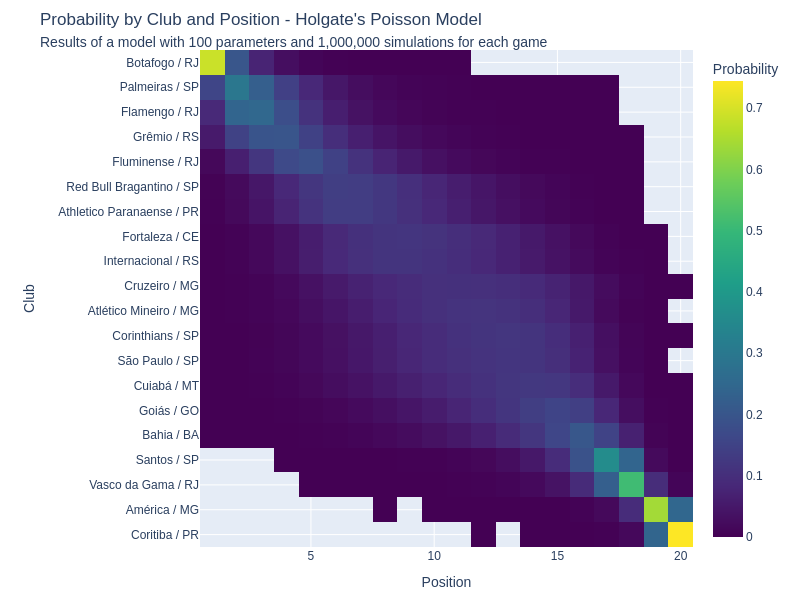 Probability by Club and Position - Holgate's Poisson Model
Results of a model with 100 parameters and 1,000,000 simulations for each game
Probability
Club
Botafogo / RJ
Palmeiras / SP
Flamengo / RJ
Grêmio / RS
Fluminense / RJ
Red Bull Bragantino / SP
Athletico Paranaense / PR
Fortaleza / CE
Internacional / RS
Cruzeiro / MG
Atlético Mineiro / MG
Corinthians / SP
São Paulo / SP
Cuiabá / MT
Goiás / GO
Bahia / BA
Santos / SP
Vasco da Gama / RJ
América / MG
Coritiba / PR
0.7
0.6
0.5
0.4
0.3
0.2
0.1
0
5 10 15 20
Position